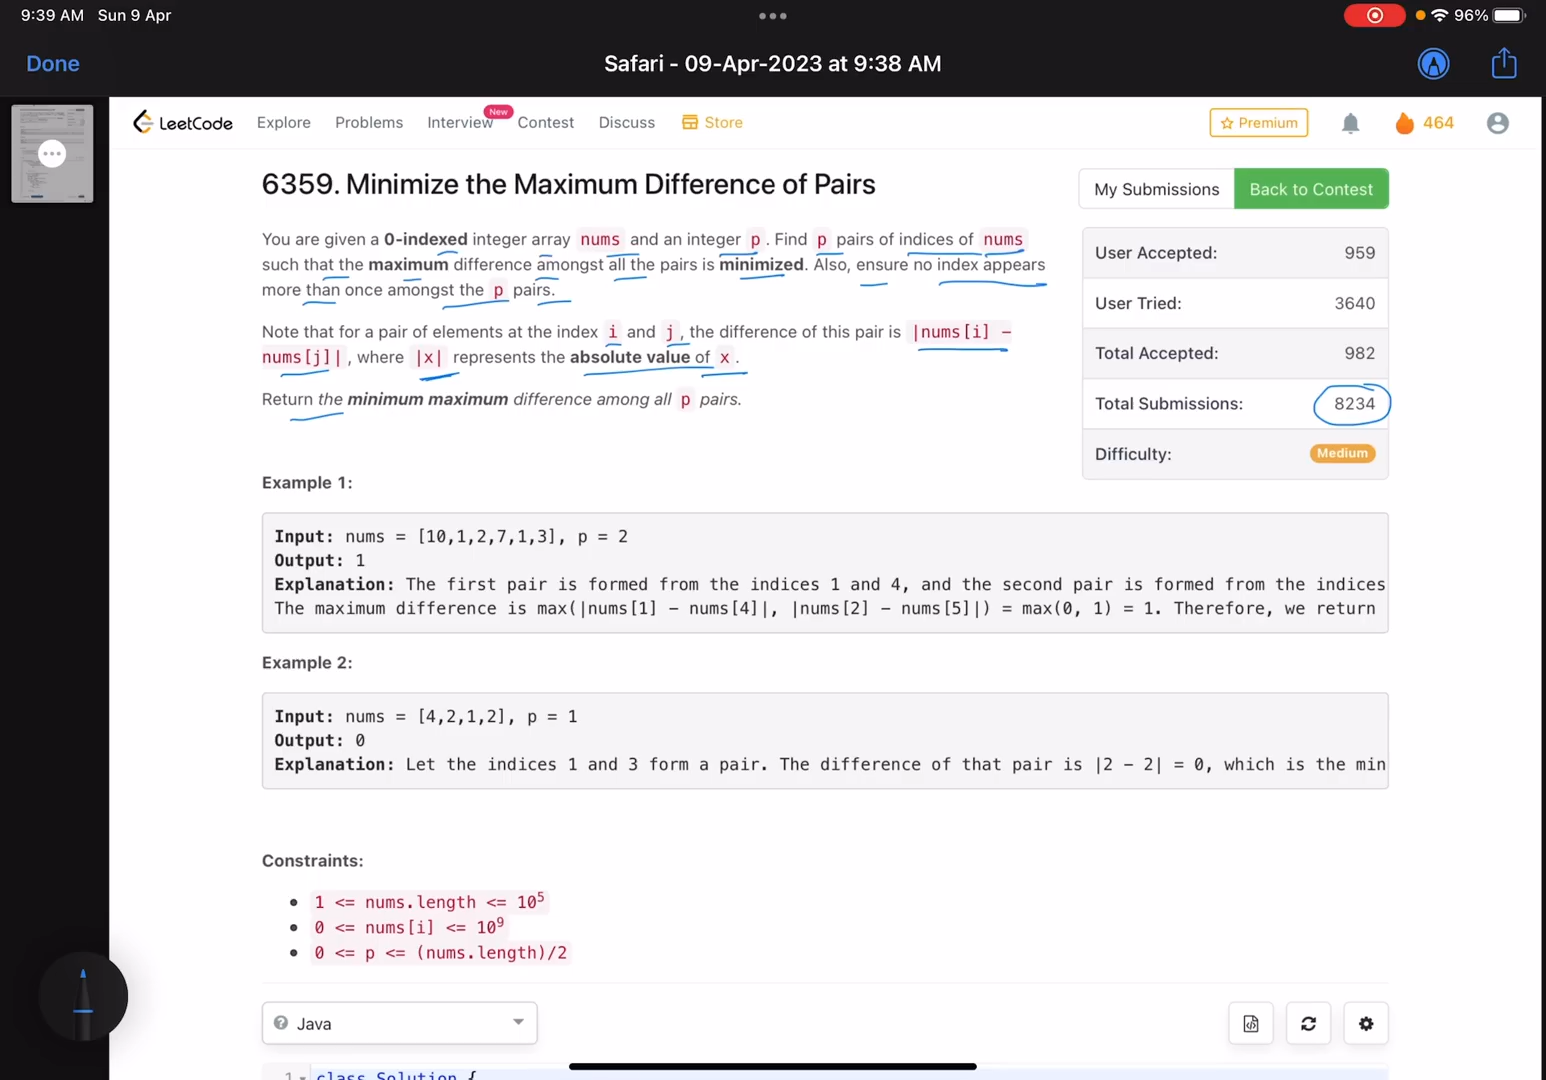 9:39 AM Sun 9 Apr
96%
Done
Safari - 09-Apr-2023 at 9:38 AM
LeetCode
Explore
Problems
Interview
New
Contest
Discuss
Store
Premium
464
6359. Minimize the Maximum Difference of Pairs
My Submissions
Back to Contest
You are given a 0-indexed integer array nums and an integer p. Find p pairs of indices of nums
such that the maximum difference amongst all the pairs is minimized. Also, ensure no index appears
more than once amongst the p pairs.
Note that for a pair of elements at the index i and j, the difference of this pair is |nums[i] -
nums[j]|, where |x| represents the absolute value of x.
Return the minimum maximum difference among all p pairs.
User Accepted: 959
User Tried: 3640
Total Accepted: 982
Total Submissions: 8234
Difficulty: Medium
Example 1:
Input: nums = [10,1,2,7,1,3], p = 2
Output: 1
Explanation: The first pair is formed from the indices 1 and 4, and the second pair is formed from the indices
The maximum difference is max(|nums[1] - nums[4]|, |nums[2] - nums[5]|) = max(0, 1) = 1. Therefore, we return
Example 2:
Input: nums = [4,2,1,2], p = 1
Output: 0
Explanation: Let the indices 1 and 3 form a pair. The difference of that pair is |2 - 2| = 0, which is the min
Constraints:
1 <= nums.length <= 10⁵
0 <= nums[i] <= 10⁹
0 <= p <= (nums.length)/2
Java
1 class Solution {